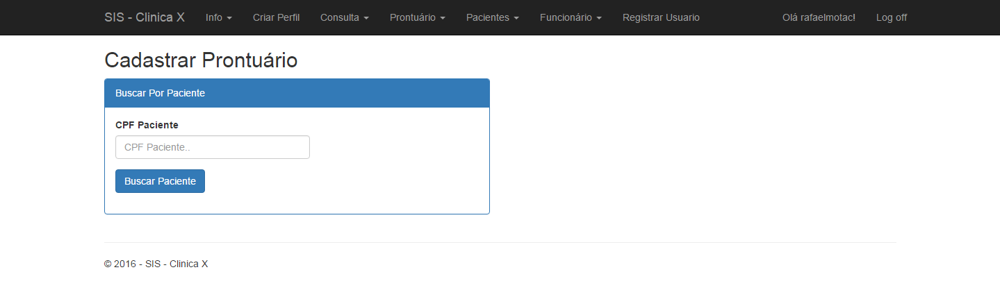 SIS - Clinica X Info Criar Perfil Consulta Prontuário Pacientes Funcionário Registrar Usuario Olá rafaelmotac! Log off
Cadastrar Prontuário
Buscar Por Paciente
CPF Paciente
CPF Paciente..
Buscar Paciente
© 2016 - SIS - Clinica X